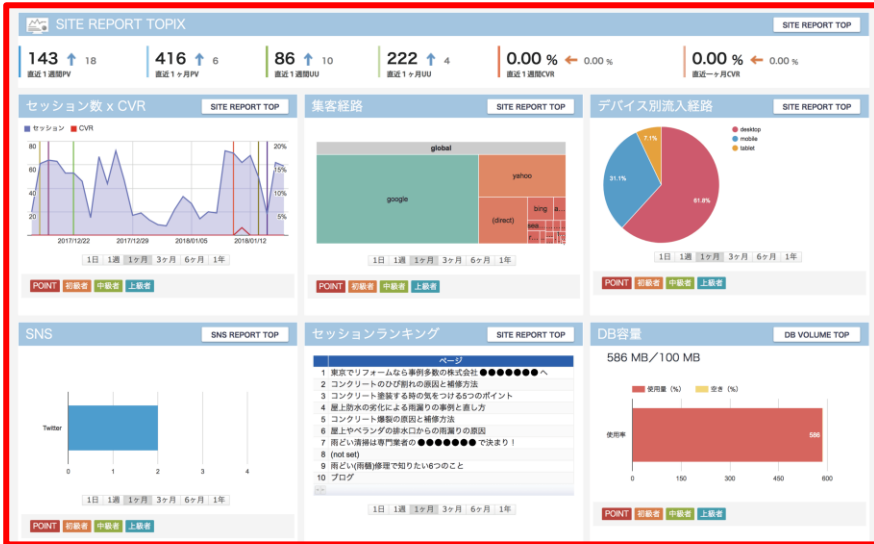 SITE REPORT TOPIX
SITE REPORT TOP
143 ↑ 18
直近1週間PV
416 ↑ 6
直近1ヶ月PV
86 ↑ 10
直近1週間UU
222 ↑ 4
直近1ヶ月UU
0.00 % ← 0.00 %
直近1週間CVR
0.00 % ← 0.00 %
直近一ヶ月CVR
セッション数 x CVR
SITE REPORT TOP
セッション CVR
80 20%
60 15%
40 10%
20 5%
2017/12/22 2017/12/29 2018/01/05 2018/01/12
1日 1週 1ヶ月 3ヶ月 6ヶ月 1年
POINT 初級者 中級者 上級者
集客経路
SITE REPORT TOP
global
google
yahoo
(direct)
bing
a...
sea...
r...
1日 1週 1ヶ月 3ヶ月 6ヶ月 1年
POINT 初級者 中級者 上級者
デバイス別流入経路
SITE REPORT TOP
desktop
mobile
tablet
7.1%
31.1%
61.8%
1日 1週 1ヶ月 3ヶ月 6ヶ月 1年
POINT 初級者 中級者 上級者
SNS
SNS REPORT TOP
Twitter
0 1 2 3 4
1日 1週 1ヶ月 3ヶ月 6ヶ月 1年
POINT 初級者 中級者 上級者
セッションランキング
SITE REPORT TOP
ページ
1 東京でリフォームなら事例多数の株式会社●●●●●●●へ
2 コンクリートのひび割れの原因と補修方法
3 コンクリート塗装する時の気をつける5つのポイント
4 屋上防水の劣化による雨漏りの事例と直し方
5 コンクリート爆裂の原因と補修方法
6 屋上やベランダの排水口からの雨漏りの原因
7 雨どい清掃は専門業者の●●●●●●●で決まり！
8 (not set)
9 雨どい(雨樋)修理で知りたい6つのこと
10 ブログ
1日 1週 1ヶ月 3ヶ月 6ヶ月 1年
POINT 初級者 中級者 上級者
DB容量
DB VOLUME TOP
586 MB／100 MB
使用量（%） 空き（%）
使用率
586
0 150 300 450 600
POINT 初級者 中級者 上級者